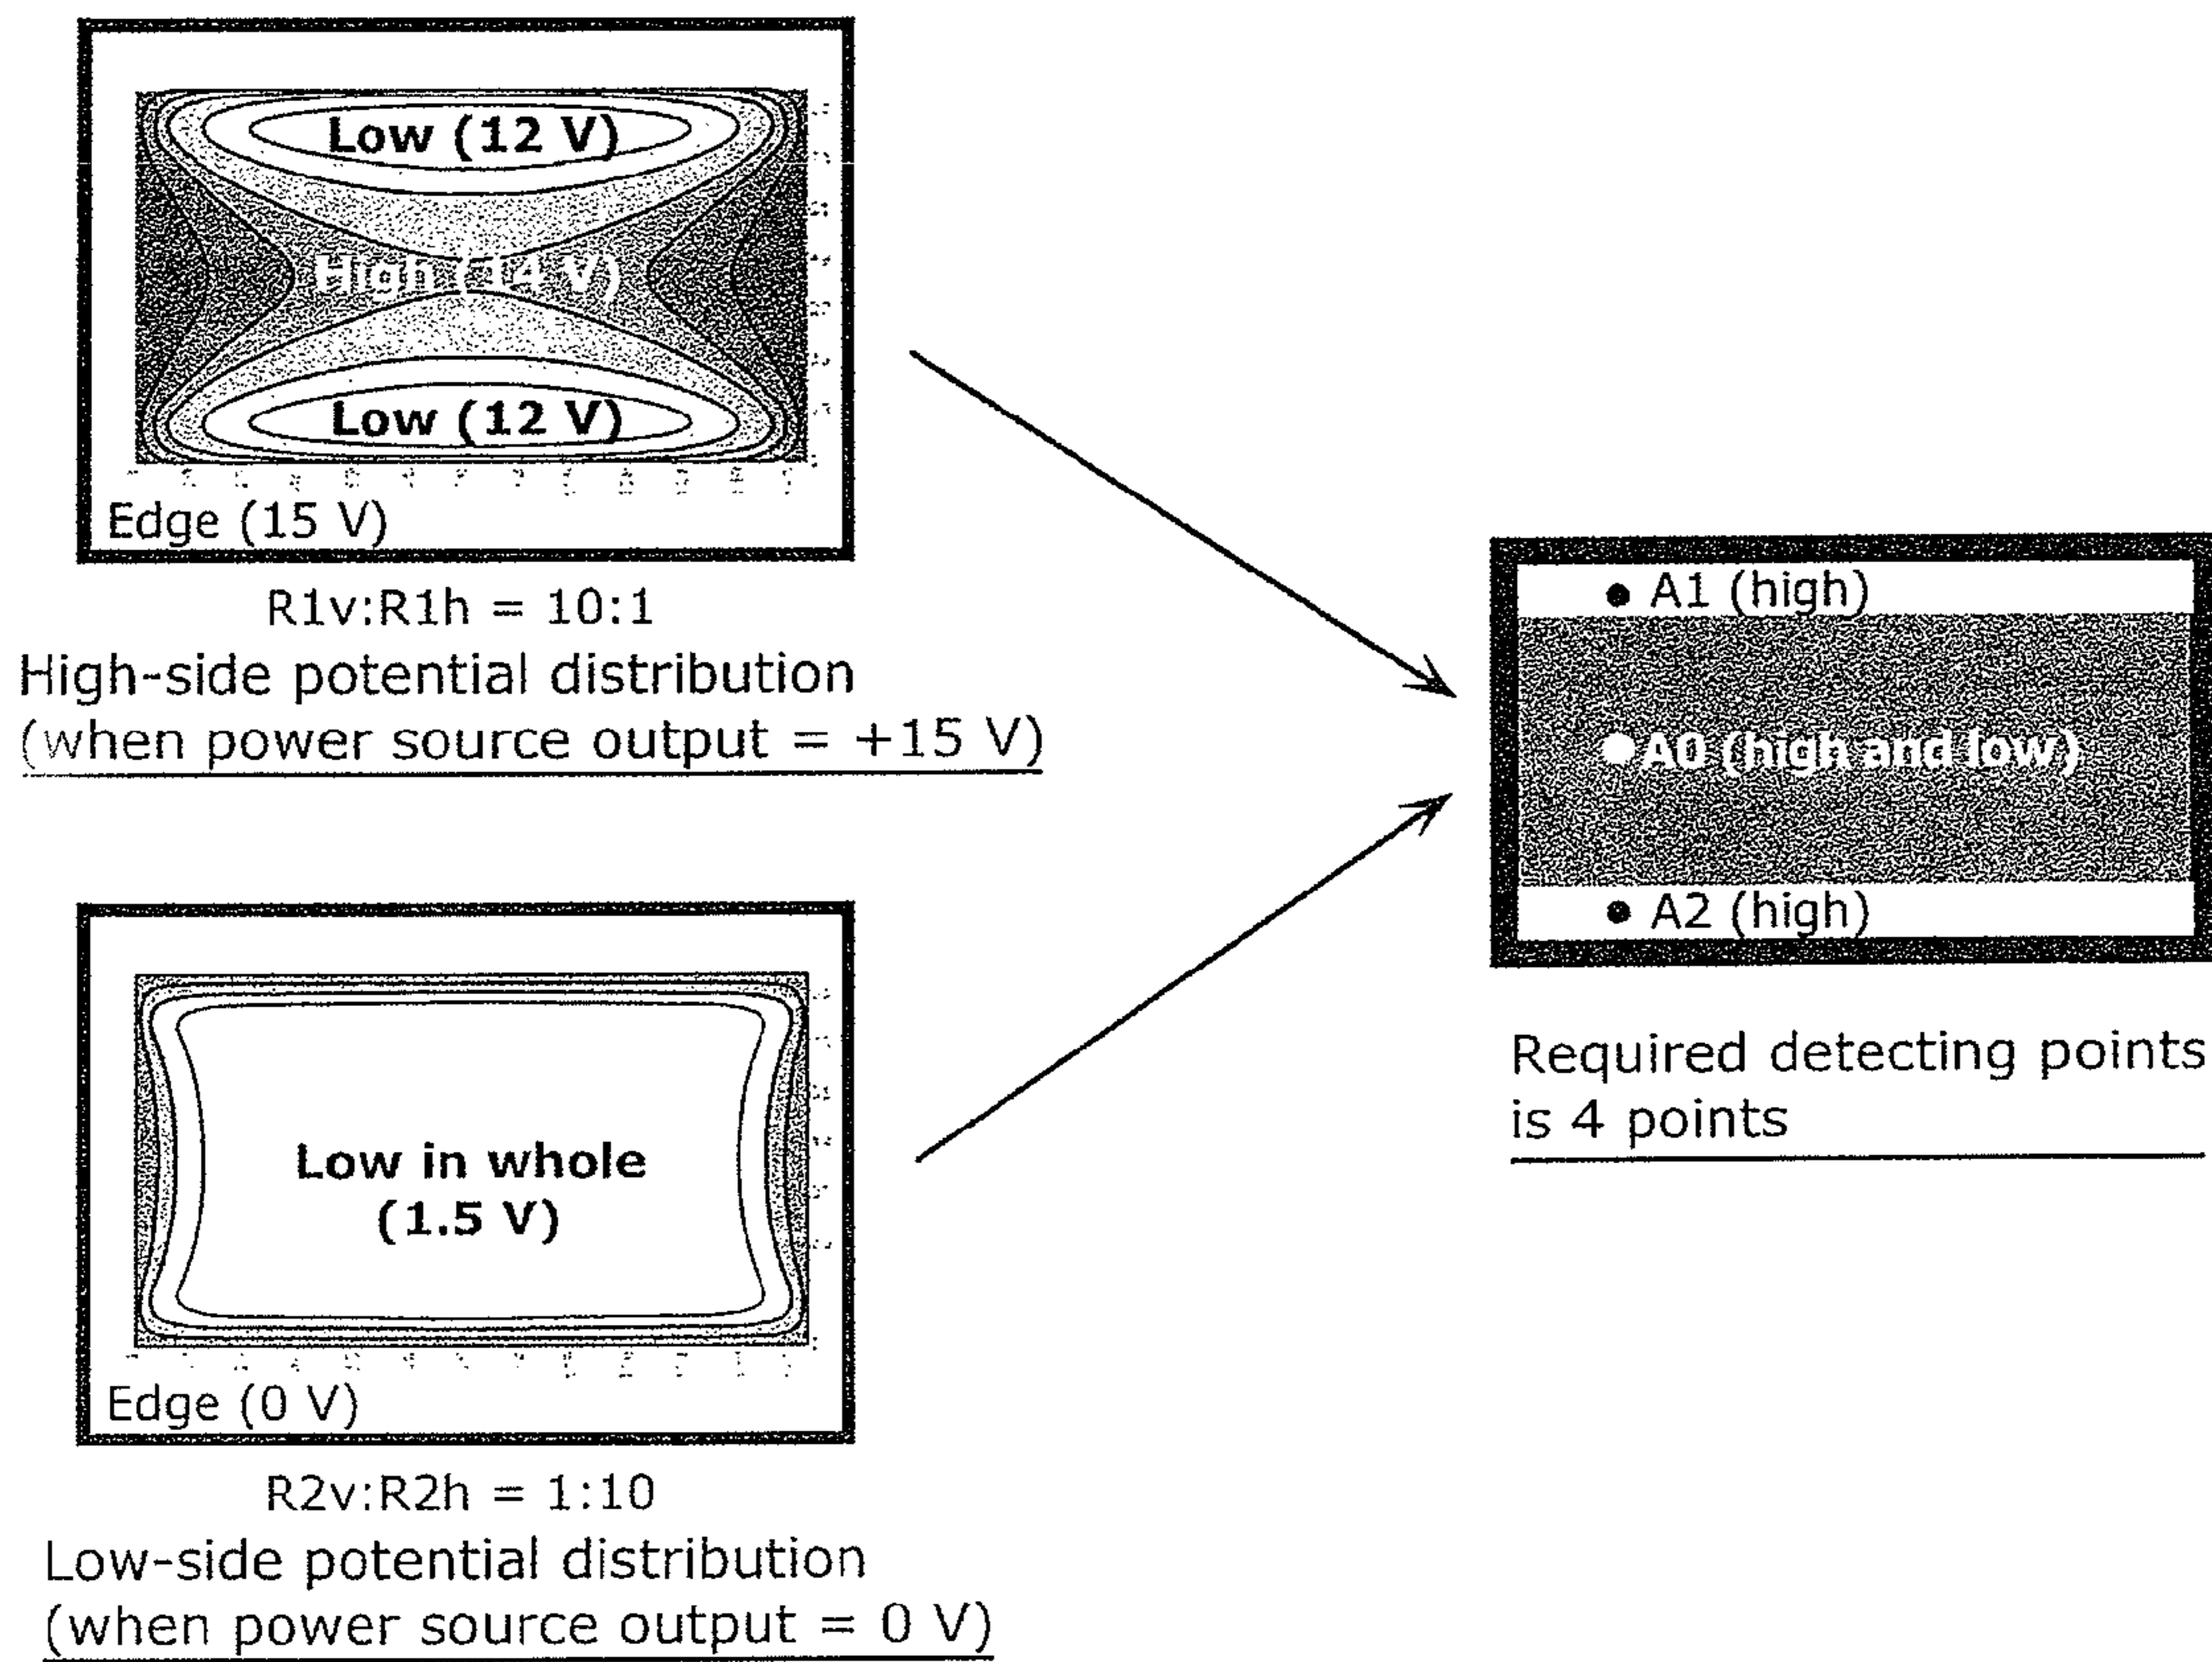 Low (12 V)
High (14 V)
Low (12 V)
Edge (15 V)
R1v:R1h = 10:1
High-side potential distribution
(when power source output = +15 V)
Low in whole
(1.5 V)
Edge (0 V)
R2v:R2h = 1:10
Low-side potential distribution
(when power source output = 0 V)
A1 (high)
A0 (high and low)
A2 (high)
Required detecting points
is 4 points